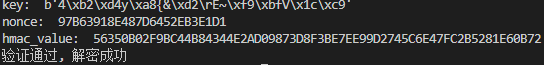 key:  b'4\xb2\xd4y\xa8{&\xd2\rE~\xf9\xbfV\x1c\xc9'
nonce:  97B63918E487D6452EB3E1D1
hmac_value:  56350B02F9BC44B84344E2AD09873D8F3BE7EE99D2745C6E47FC2B5281E60B72
验证通过, 解密成功